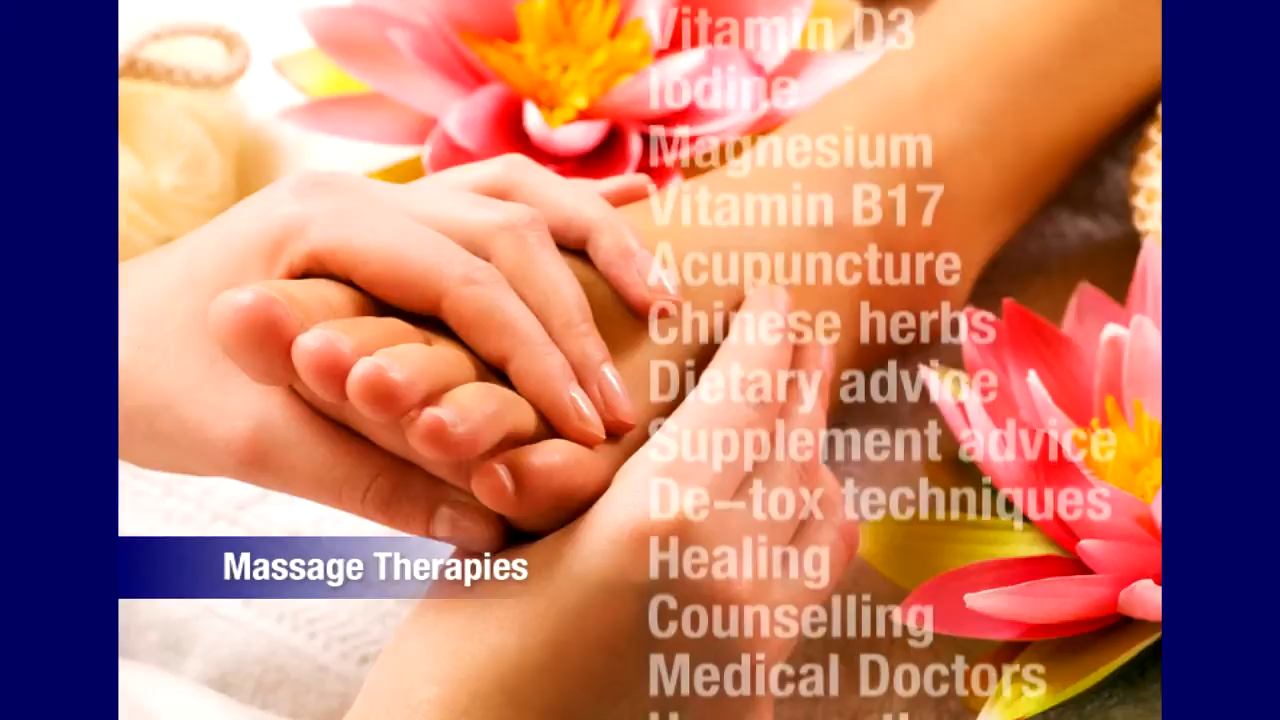 Vitamin D3
Iodine
Magnesium
Vitamin B17
Acupuncture
Chinese herbs
Dietary advice
Supplement advice
De–tox techniques
Healing
Counselling
Medical Doctors
Massage Therapies